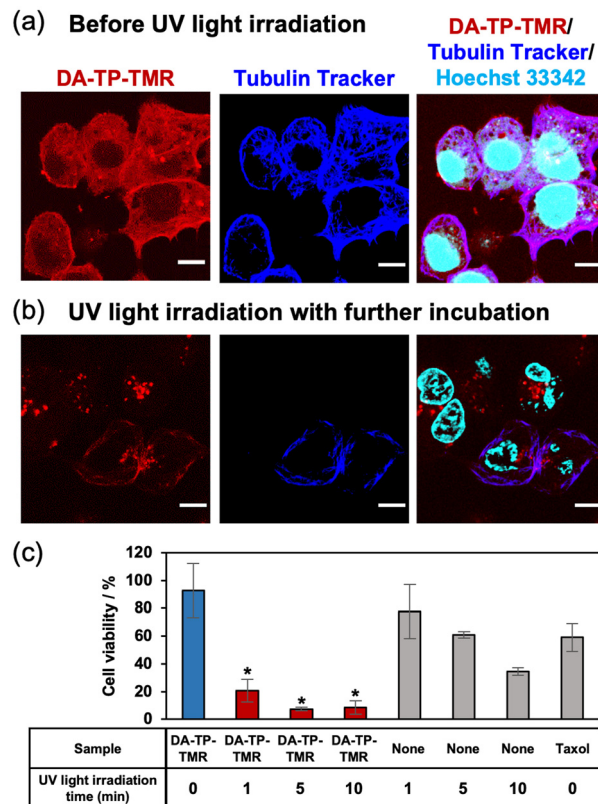 (a) Before UV light irradiation
DA-TP-TMR/
Tubulin Tracker/
Hoechst 33342
DA-TP-TMR
Tubulin Tracker
(b) UV light irradiation with further incubation
(c)
Cell viability / %
120
100
80
60
40
20
0
* * *
Sample DA-TP-TMR DA-TP-TMR DA-TP-TMR DA-TP-TMR None None None Taxol
UV light irradiation time (min) 0 1 5 10 1 5 10 0